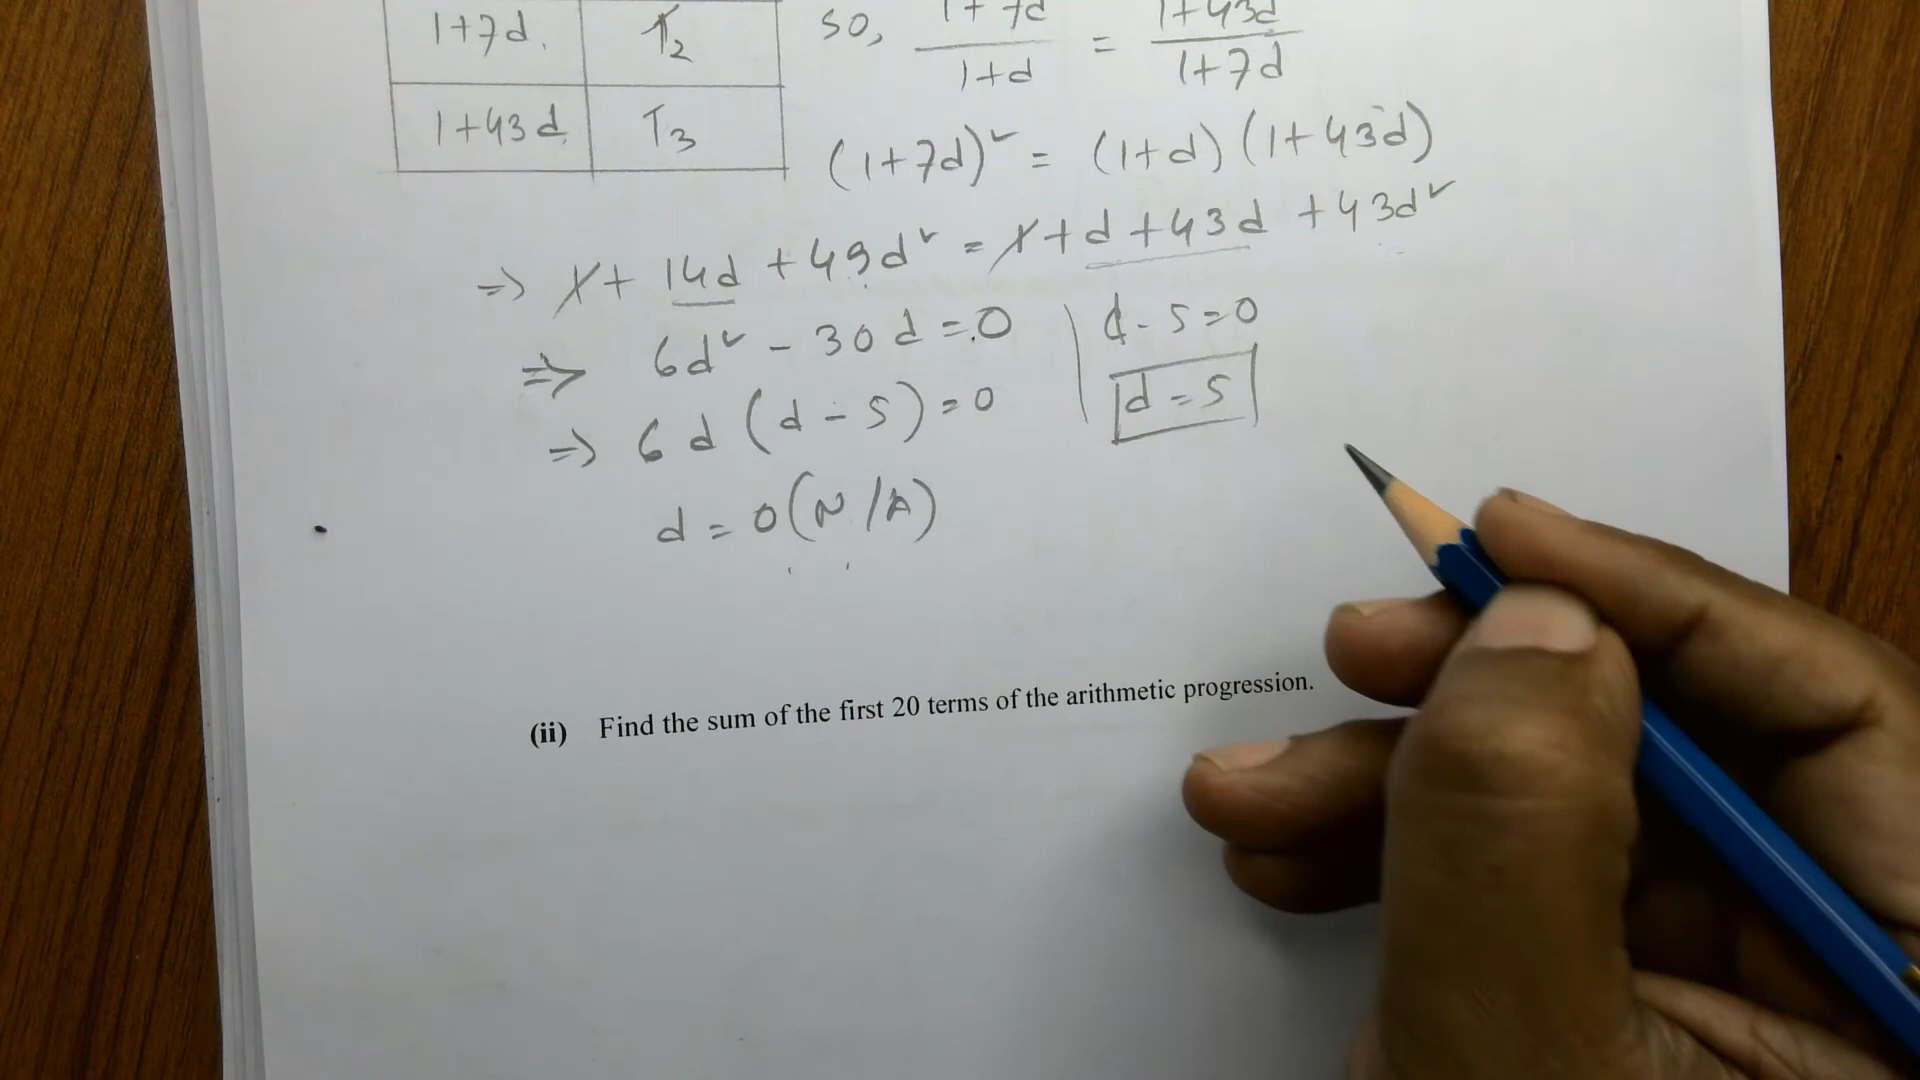 1+7d. T₂ so, 1+7d/1+d = 1+43d/1+7d
1+43d. T₃
(1+7d)² = (1+d)(1+43d)
=> 1+14d+49d² = 1+d+43d+43d²
=> 6d² - 30d = 0
d - 5 = 0
=> 6d(d-5) = 0
d = 5
d = 0 (N/A)
(ii) Find the sum of the first 20 terms of the arithmetic progression.